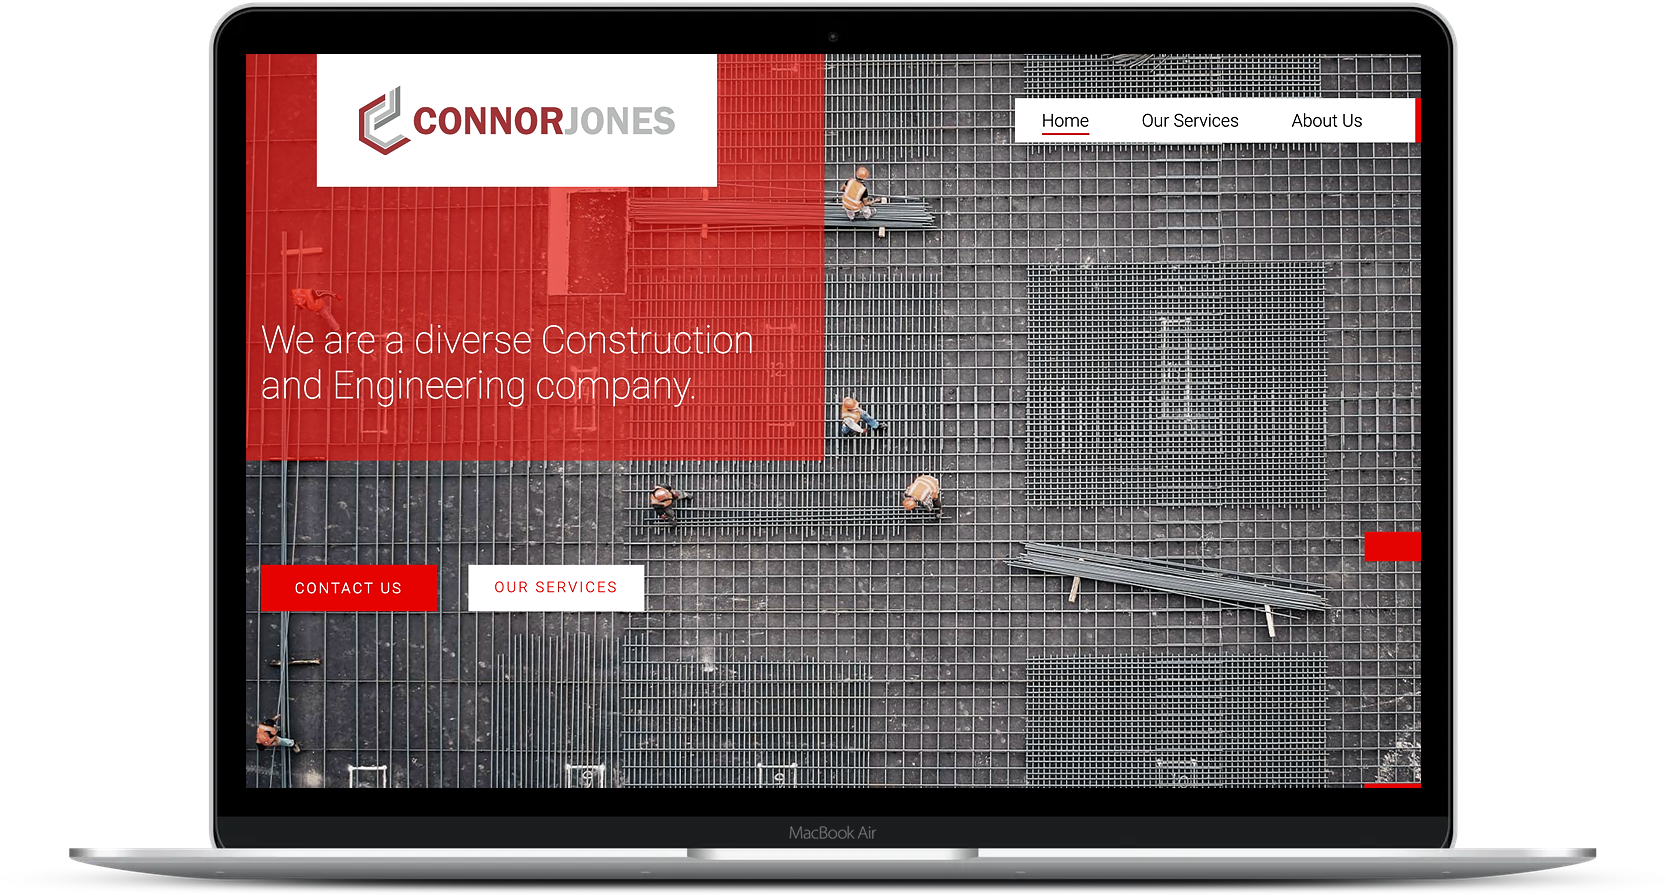 CONNORJONES
Home Our Services About Us
We are a diverse Construction
and Engineering company.
CONTACT US OUR SERVICES
MacBook Air